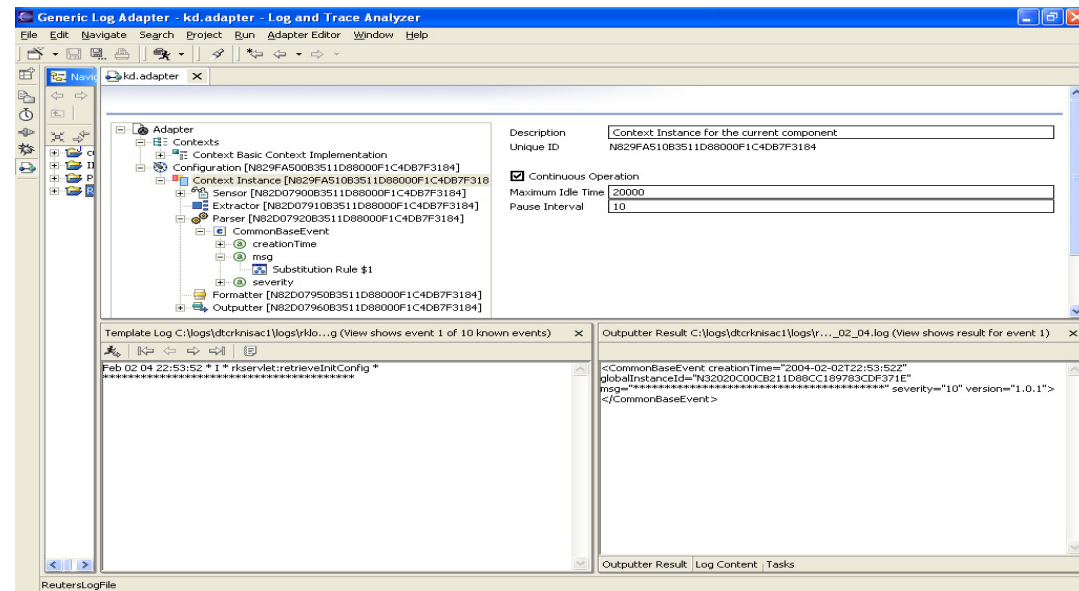 Generic Log Adapter - kd.adapter - Log and Trace Analyzer
File Edit Navigate Search Project Run Adapter Editor Window Help
Navig
kd.adapter
Adapter
Contexts
Context Basic Context Implementation
Configuration [N829FA500B3511D88000F1C4DB7F3184]
Context Instance [N829FA510B3511D88000F1C4DB7F318
Sensor [N82D07900B3511D88000F1C4DB7F3184]
Extractor [N82D07910B3511D88000F1C4DB7F3184]
Parser [N82D07920B3511D88000F1C4DB7F3184]
CommonBaseEvent
creationTime
msg
Substitution Rule $1
severity
Formatter [N82D07950B3511D88000F1C4DB7F3184]
Outputter [N82D07960B3511D88000F1C4DB7F3184]
Description Context Instance for the current component
Unique ID N829FA510B3511D88000F1C4DB7F3184
Continuous Operation
Maximum Idle Time 20000
Pause Interval 10
Template Log C:\logs\dtcrknisac1\logs\rklo...g (View shows event 1 of 10 known events)
Feb 02 04 22:53:52 * I * rkservlet:retrieveInitConfig *
****************************************
Outputter Result C:\logs\dtcrknisac1\logs\r..._02_04.log (View shows result for event 1)
<CommonBaseEvent creationTime="2004-02-02T22:53:52Z"
globalInstanceId="N32020C00CB211D88CC189783CDF371E"
msg="****************************************" severity="10" version="1.0.1">
</CommonBaseEvent>
Outputter Result Log Content Tasks
ReutersLogFile